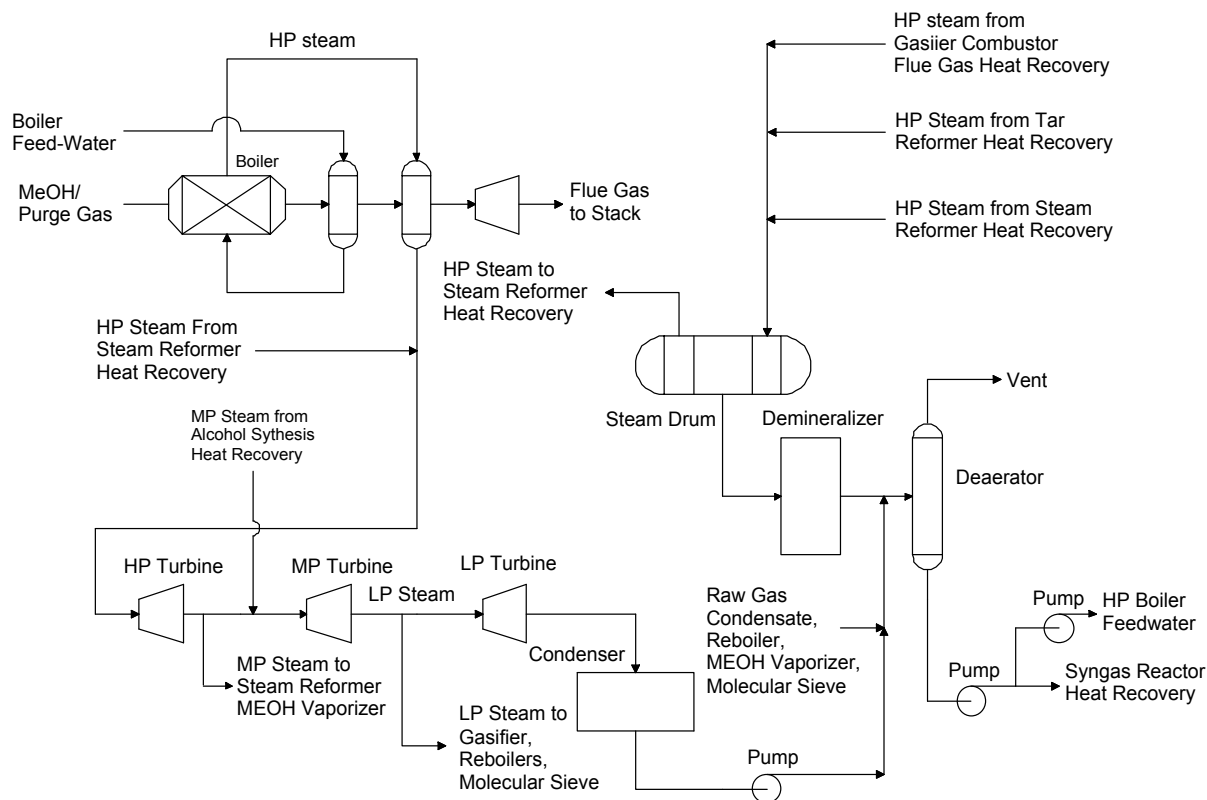 HP steam
HP steam from
Gasiier Combustor
Flue Gas Heat Recovery
Boiler
Feed-Water
HP Steam from Tar
Reformer Heat Recovery
Boiler
MeOH/
Purge Gas
Flue Gas
to Stack
HP Steam from Steam
Reformer Heat Recovery
HP Steam to
Steam Reformer
Heat Recovery
HP Steam From
Steam Reformer
Heat Recovery
Vent
MP Steam from
Alcohol Sythesis
Heat Recovery
Steam Drum
Demineralizer
Deaerator
HP Turbine
MP Turbine
LP Turbine
LP Steam
Raw Gas
Condensate,
Reboiler,
MEOH Vaporizer,
Molecular Sieve
Pump
HP Boiler
Feedwater
MP Steam to
Steam Reformer
MEOH Vaporizer
Condenser
Pump
Syngas Reactor
Heat Recovery
LP Steam to
Gasifier,
Reboilers,
Molecular Sieve
Pump